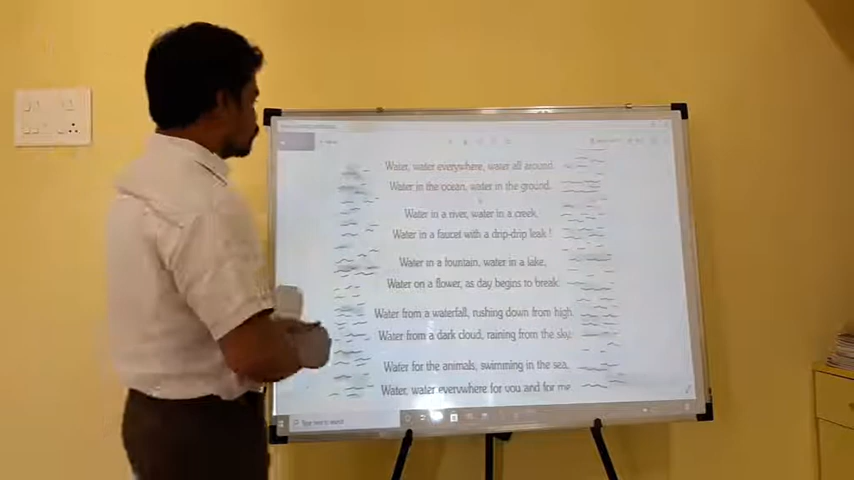 Water, water everywhere, water all around.
Water in the ocean, water in the ground.
Water in a river, water in a creek,
Water in a faucet with a drip-drip leak !
Water in a fountain, water in a lake,
Water on a flower, as day begins to break.
Water from a waterfall, rushing down from high,
Water from a dark cloud, raining from the sky.
Water for the animals, swimming in the sea,
Water, water everywhere for you and for me